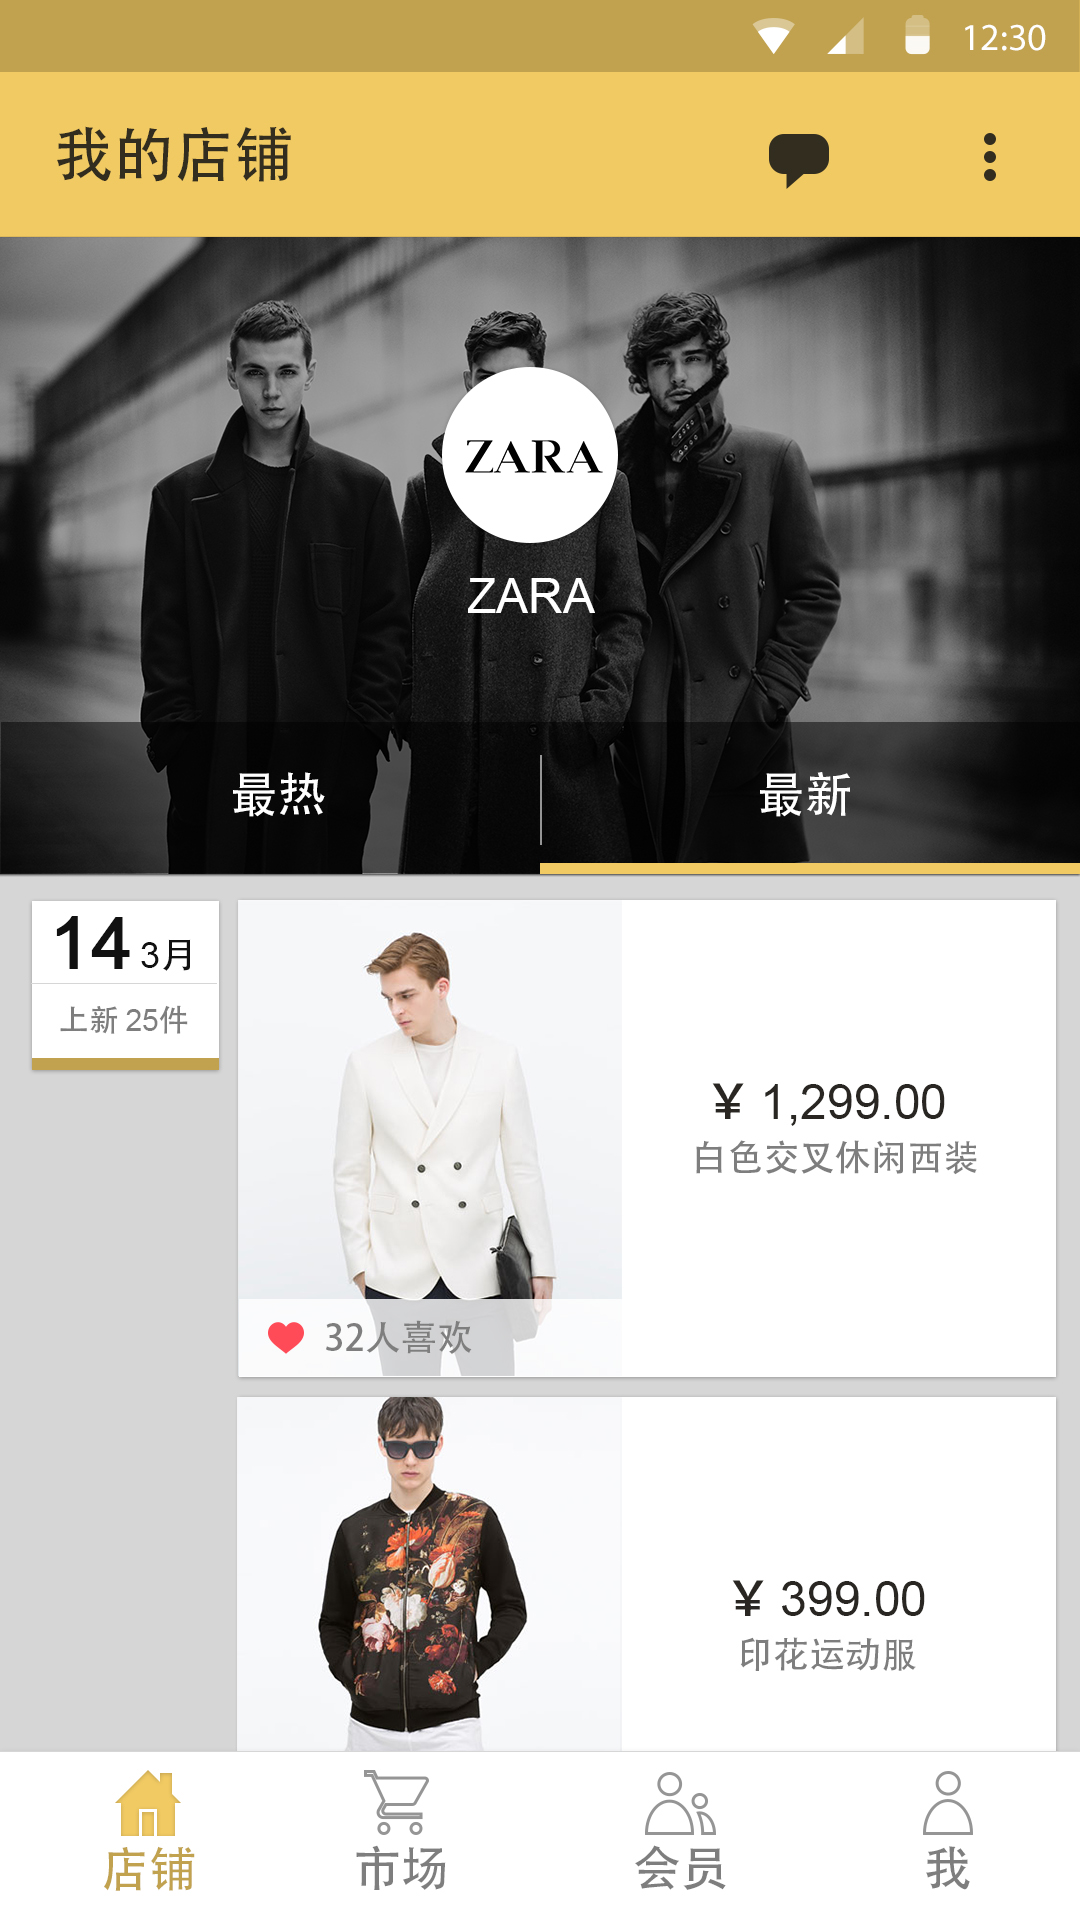 12:30
我的店铺
ZARA
ZARA
最热
最新
14 3月
上新 25件
¥ 1,299.00
白色交叉休闲西装
32人喜欢
¥ 399.00
印花运动服
店铺
市场
会员
我